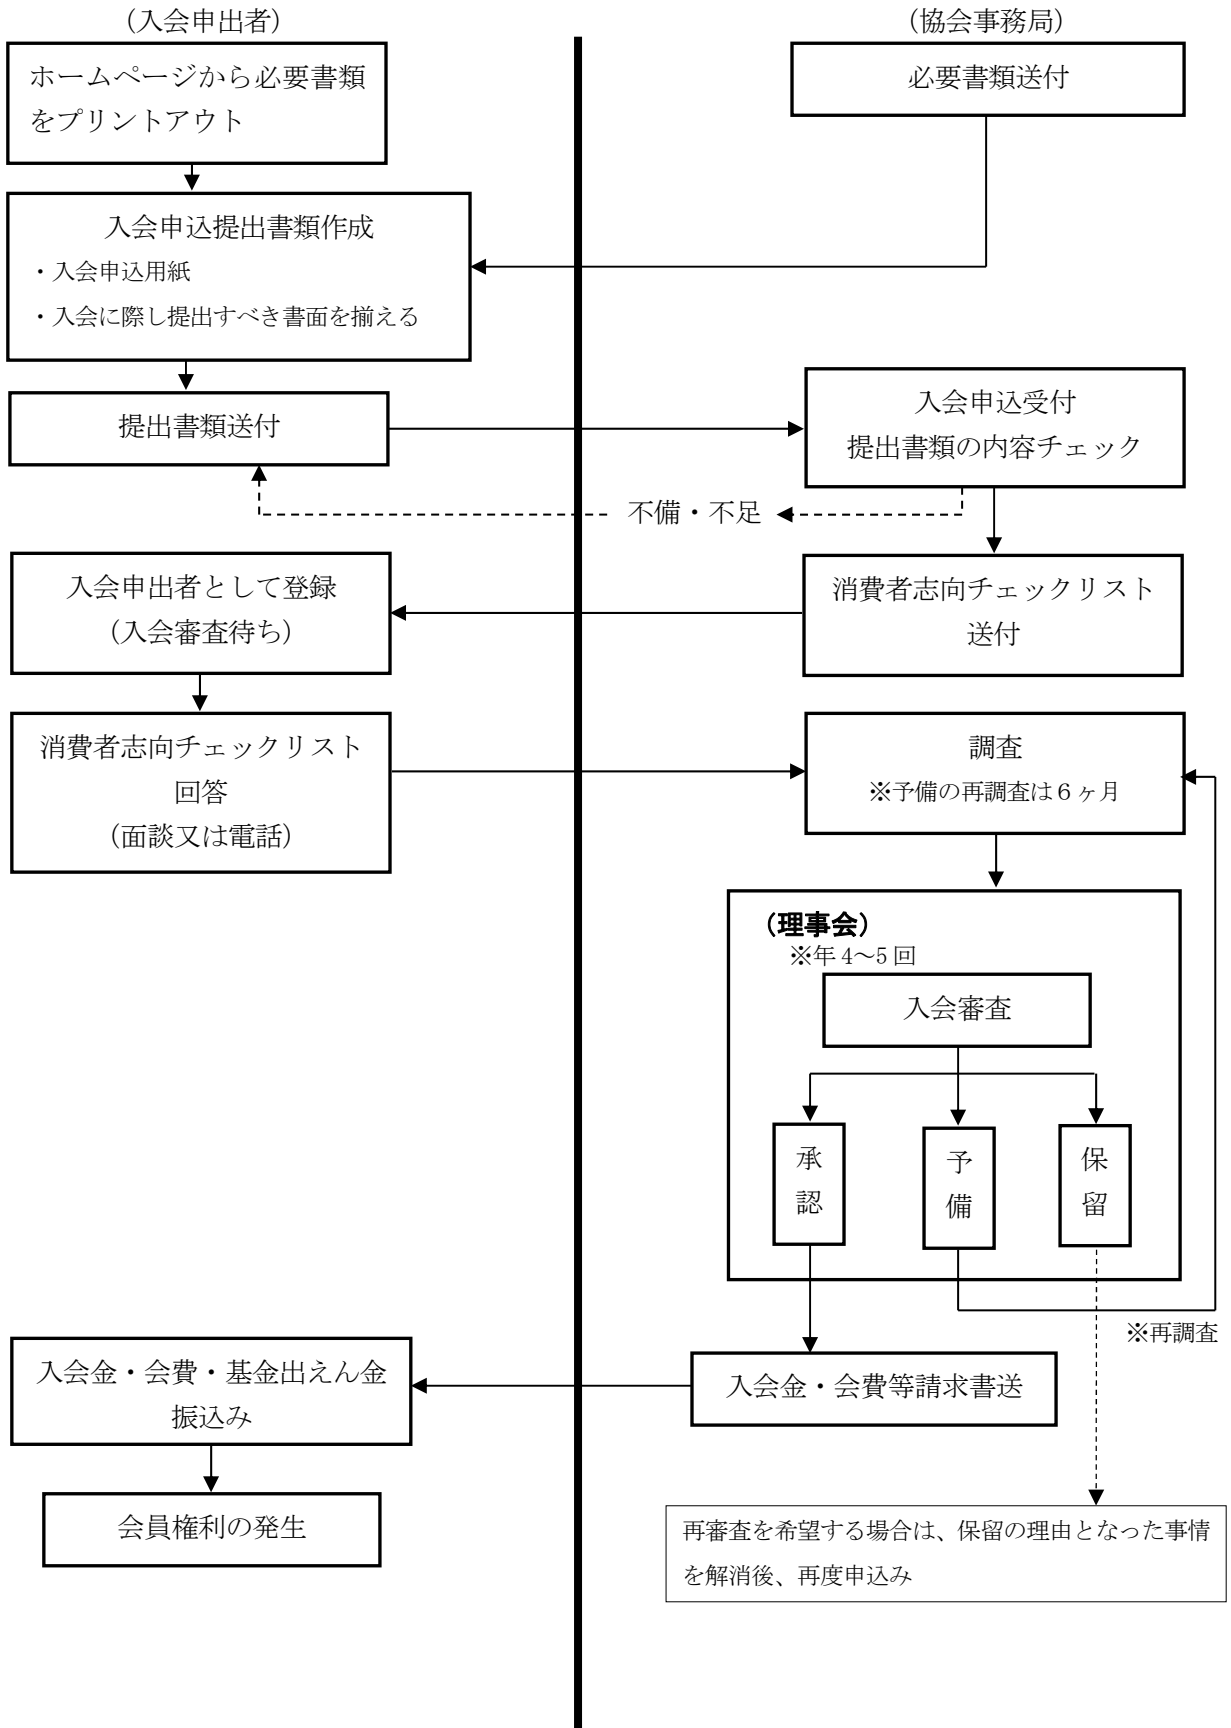 （入会申出者）
（協会事務局）
ホームページから必要書類
をプリントアウト
必要書類送付
入会申込提出書類作成
・入会申込用紙
・入会に際し提出すべき書面を揃える
提出書類送付
入会申込受付
提出書類の内容チェック
不備・不足
入会申出者として登録
（入会審査待ち）
消費者志向チェックリスト
送付
消費者志向チェックリスト
回答
（面談又は電話）
調査
※予備の再調査は６ヶ月
（理事会）
※年 4～5 回
入会審査
承
認
予
備
保
留
※再調査
入会金・会費・基金出えん金
振込み
入会金・会費等請求書送
会員権利の発生
再審査を希望する場合は、保留の理由となった事情
を解消後、再度申込み